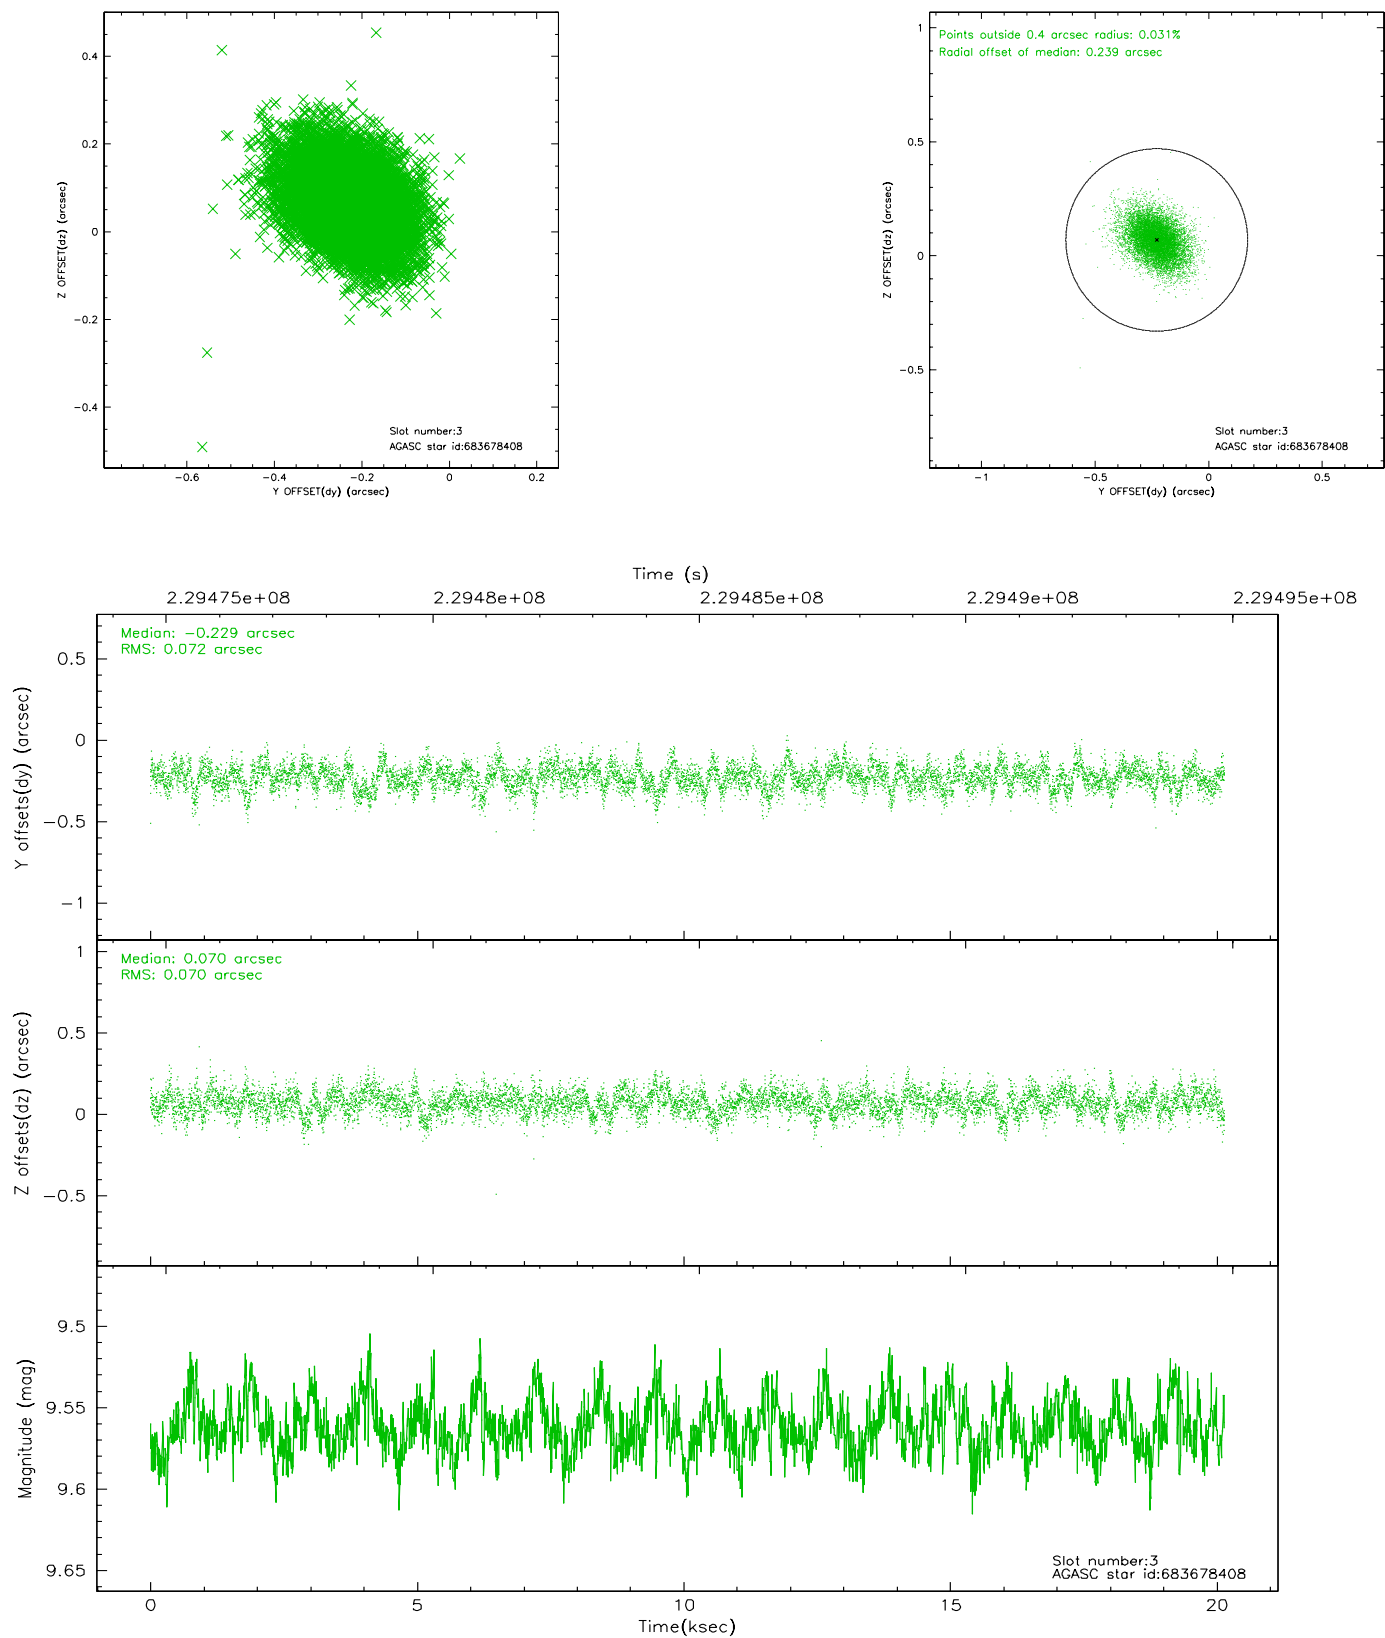 0.4
0.2
0
−0.2
−0.4
Z OFFSET(dz) (arcsec)
Slot number:3
AGASC star id:683678408
−0.6 −0.4 −0.2 0 0.2
Y OFFSET(dy) (arcsec)
Points outside 0.4 arcsec radius: 0.031%
Radial offset of median: 0.239 arcsec
1
0.5
0
−0.5
Z OFFSET(dz) (arcsec)
Slot number:3
AGASC star id:683678408
−1 −0.5 0 0.5
Y OFFSET(dy) (arcsec)
Time (s)
2.29475e+08 2.2948e+08 2.29485e+08 2.2949e+08 2.29495e+08
Median: −0.229 arcsec
RMS: 0.072 arcsec
0.5
0
−0.5
−1
Y offsets(dy) (arcsec)
Median: 0.070 arcsec
RMS: 0.070 arcsec
1
0.5
0
−0.5
Z offsets(dz) (arcsec)
9.5
9.55
9.6
9.65
Magnitude (mag)
Slot number:3
AGASC star id:683678408
0 5 10 15 20
Time(ksec)